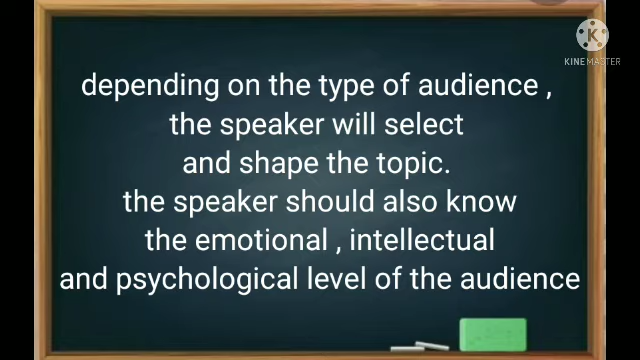 KINEMASTER
depending on the type of audience ,
the speaker will select
and shape the topic.
the speaker should also know
the emotional , intellectual
and psychological level of the audience